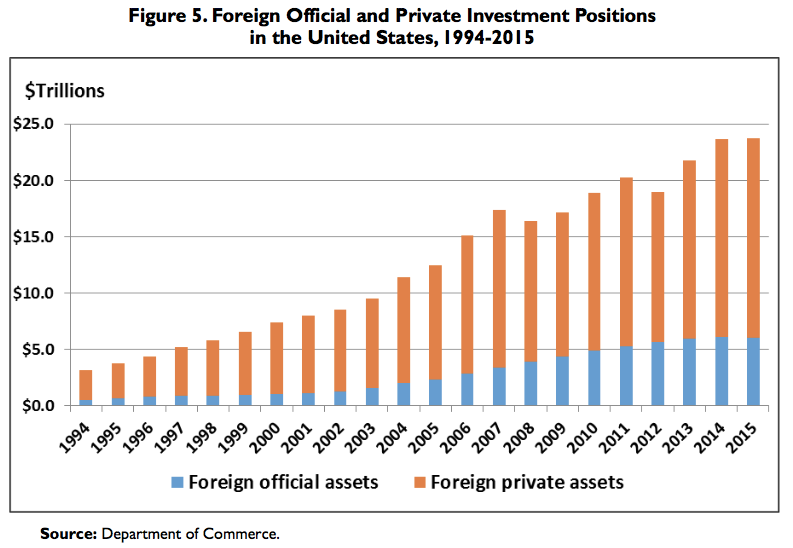 Figure 5. Foreign Official and Private Investment Positions
in the United States, 1994-2015
$Trillions
$25.0
$20.0
$15.0
$10.0
$5.0
$0.0
1994 1995 1996 1997 1998 1999 2000 2001 2002 2003 2004 2005 2006 2007 2008 2009 2010 2011 2012 2013 2014 2015
Foreign official assets Foreign private assets
Source: Department of Commerce.